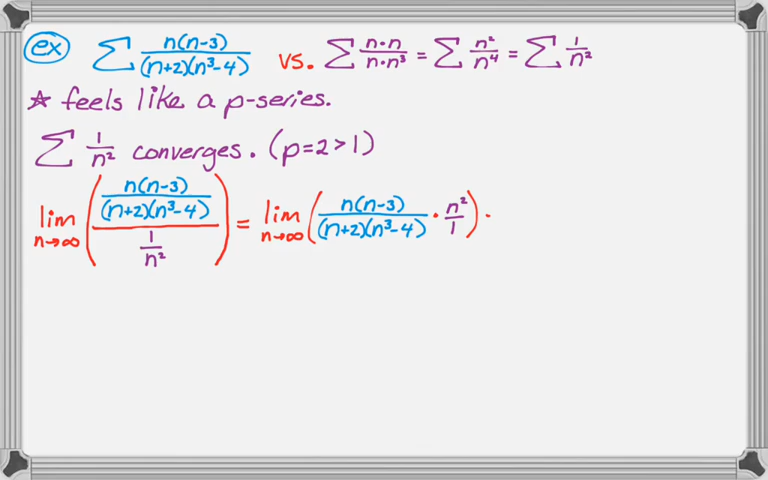 ex ∑ n(n-3)/(n+2)(n³-4) vs. ∑ n·n/n·n³ = ∑ n²/n⁴ = ∑ 1/n²
☆ feels like a p-series.
∑ 1/n² converges. (p=2>1)
lim n→∞ ( n(n-3)/(n+2)(n³-4) / 1/n² ) = lim n→∞ ( n(n-3)/(n+2)(n³-4) · n²/1 )